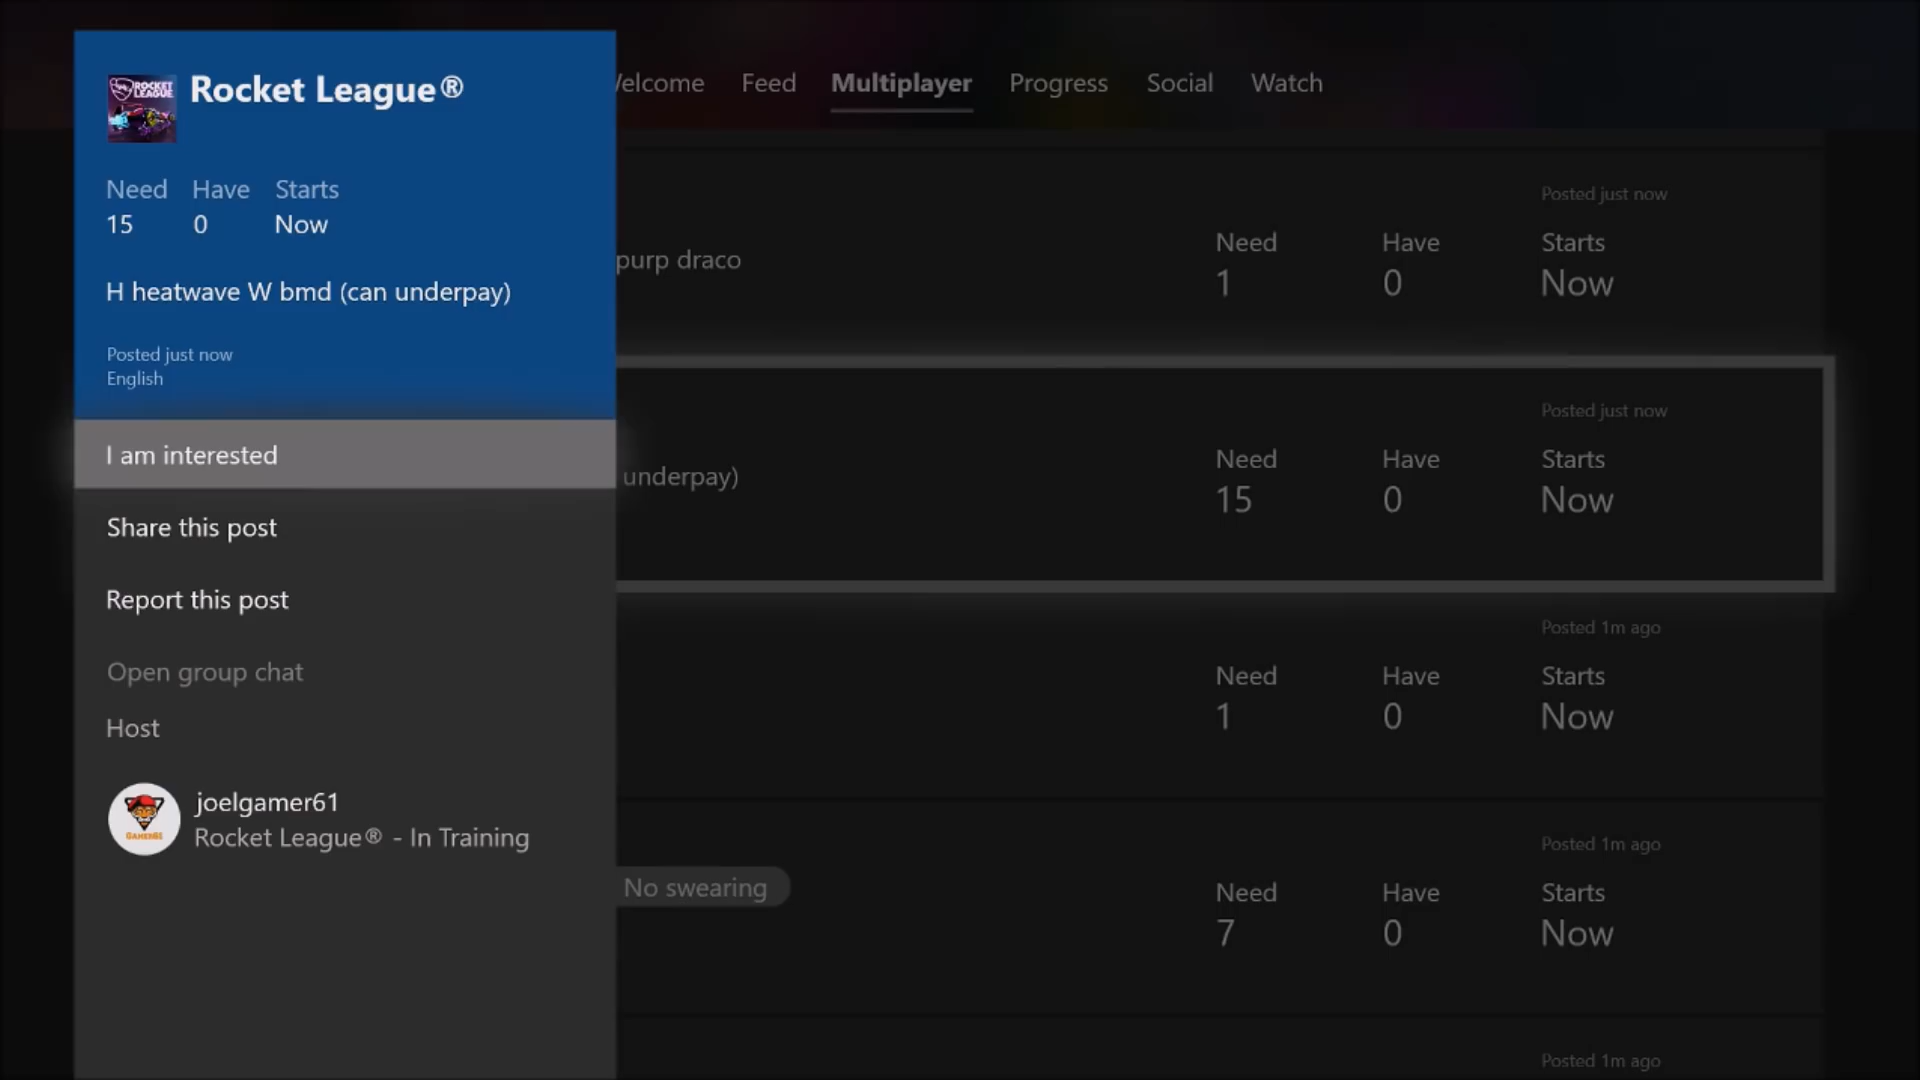 Rocket League®
ROCKET LEAGUE
Need Have Starts
15 0 Now
H heatwave W bmd (can underpay)
Posted just now
English
I am interested
Share this post
Report this post
Open group chat
Host
joelgamer61
Rocket League® - In Training
GAMER61
elcome Feed Multiplayer Progress Social Watch
Posted just now
purp draco
Need Have Starts
1 0 Now
Posted just now
underpay)
Need Have Starts
15 0 Now
Posted 1m ago
Need Have Starts
1 0 Now
Posted 1m ago
No swearing
Need Have Starts
7 0 Now
Posted 1m ago